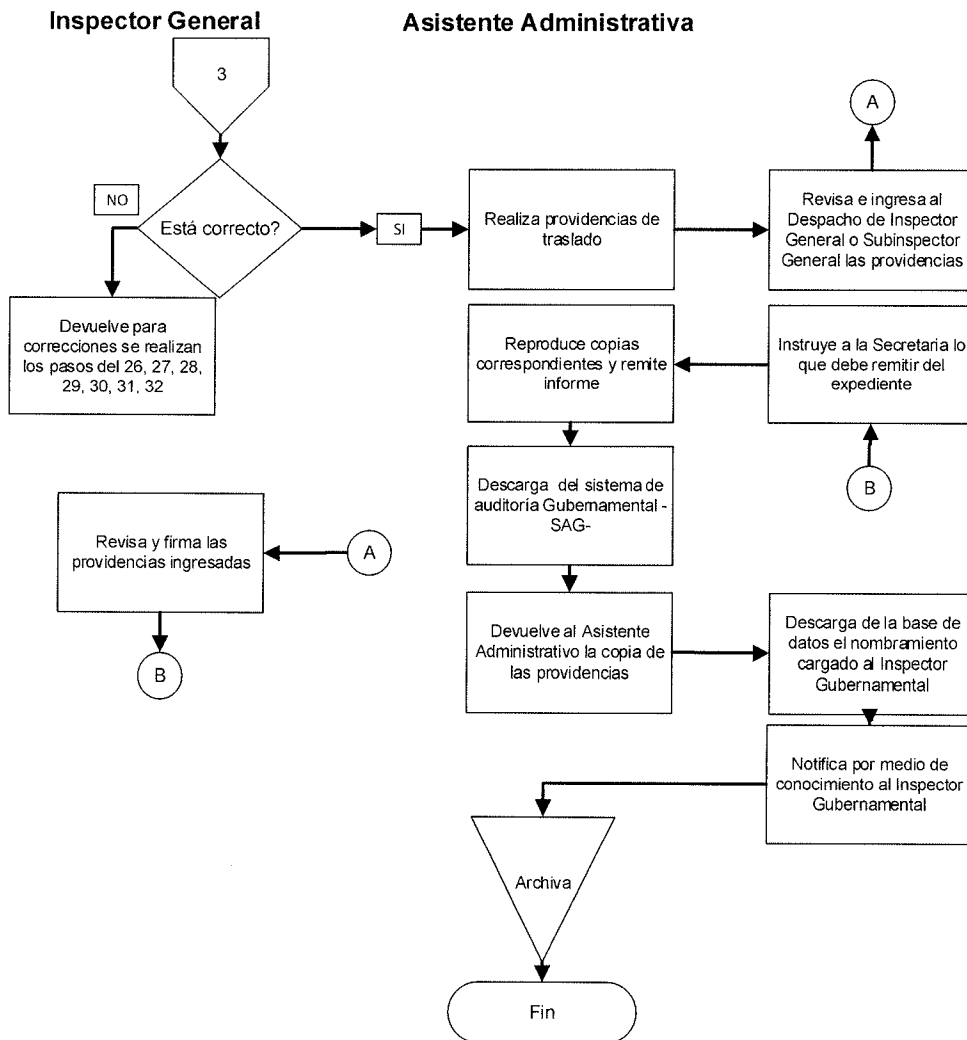 Inspector General
Asistente Administrativa
3
A
NO
Está correcto?
SI
Realiza providencias de
traslado
Revisa e ingresa al
Despacho de Inspector
General o Subinspector
General las providencias
Devuelve para
correcciones se realizan
los pasos del 26, 27, 28,
29, 30, 31, 32
Reproduce copias
correspondientes y remite
informe
Instruye a la Secretaria lo
que debe remitir del
expediente
B
Descarga del sistema de
auditoría Gubernamental -
SAG-
Revisa y firma las
providencias ingresadas
A
B
Devuelve al Asistente
Administrativo la copia de
las providencias
Descarga de la base de
datos el nombramiento
cargado al Inspector
Gubernamental
Notifica por medio de
conocimiento al Inspector
Gubernamental
Archiva
Fin